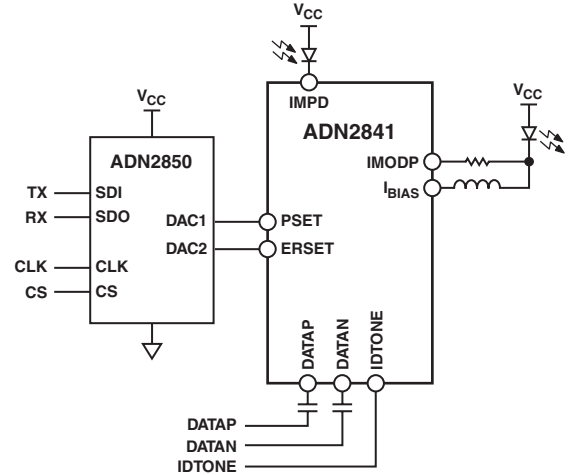 VCC
IMPD
ADN2841
VCC
VCC
ADN2850
IMODP
IBIAS
TX
SDI
RX
SDO
DAC1
PSET
DAC2
ERSET
CLK
CLK
CS
CS
DATAP
DATAN
IDTONE
DATAP
DATAN
IDTONE